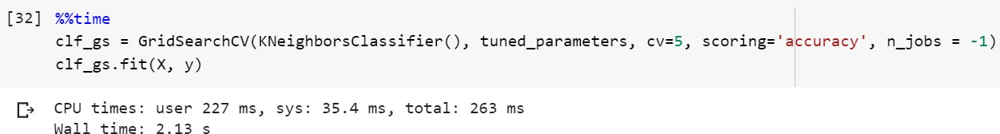 [32] %%time
clf_gs = GridSearchCV(KNeighborsClassifier(), tuned_parameters, cv=5, scoring='accuracy', n_jobs = -1)
clf_gs.fit(X, y)
CPU times: user 227 ms, sys: 35.4 ms, total: 263 ms
Wall time: 2.13 s